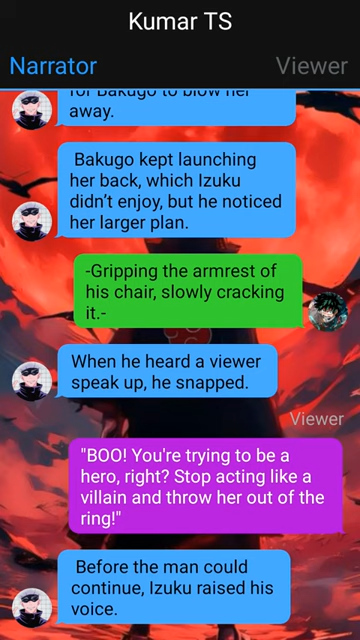 Kumar TS
Narrator
Viewer
for Bakugo to blow her
away.
Bakugo kept launching
her back, which Izuku
didn’t enjoy, but he noticed
her larger plan.
-Gripping the armrest of
his chair, slowly cracking
it.-
When he heard a viewer
speak up, he snapped.
Viewer
"BOO! You're trying to be a
hero, right? Stop acting like a
villain and throw her out of the
ring!"
Before the man could
continue, Izuku raised his
voice.